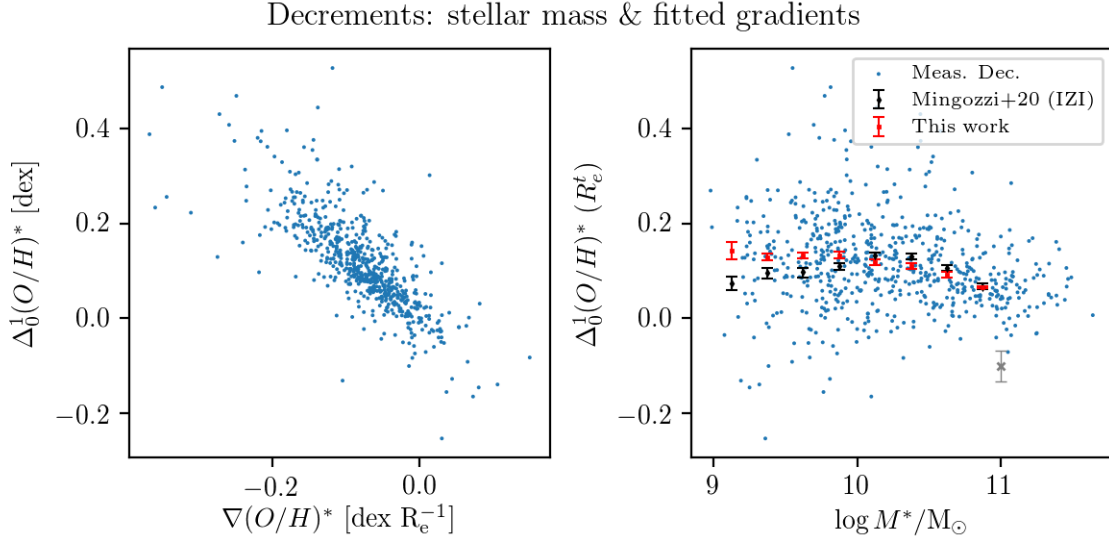 Decrements: stellar mass & fitted gradients
Δ₀¹(O/H)* [dex]
0.4
0.2
0.0
−0.2
−0.2 0.0
∇(O/H)* [dex Rₑ⁻¹]
Δ₀¹(O/H)* (Rₑᵗ)
0.4
0.2
0.0
−0.2
Meas. Dec.
Mingozzi+20 (IZI)
This work
9 10 11
log M*/M⊙